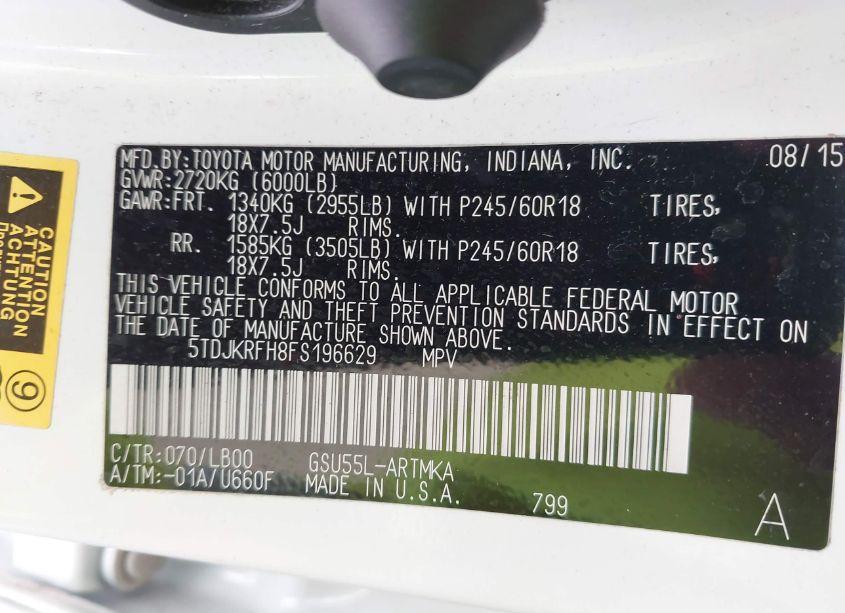 MFD.BY:TOYOTA MOTOR MANUFACTURING, INDIANA, INC. 08/15
GVWR:2720KG (6000LB)
GAWR:FRT. 1340KG (2955LB) WITH P245/60R18 TIRES,
18X7.5J RIMS.
RR. 1585KG (3505LB) WITH P245/60R18 TIRES,
18X7.5J RIMS.
THIS VEHICLE CONFORMS TO ALL APPLICABLE FEDERAL MOTOR
VEHICLE SAFETY AND THEFT PREVENTION STANDARDS IN EFFECT ON
THE DATE OF MANUFACTURE SHOWN ABOVE.
5TDJKRFH8FS196629 MPV
C/TR:070/LB00 GSU55L-ARTMKA
A/TM:-01A/U660F MADE IN U.S.A. 799
A
CAUTION
ATTENTION
ACHTUNG
9